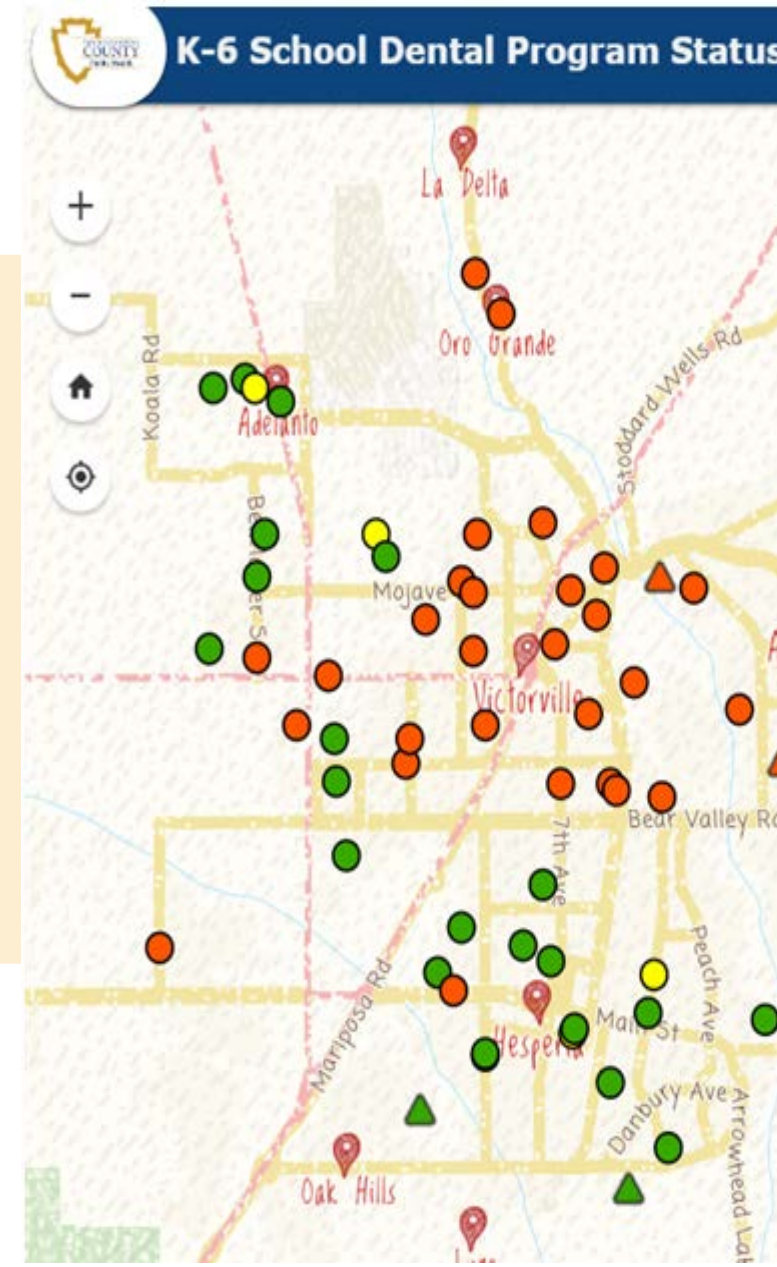 COUNTY
K-6 School Dental Program Status
La Delta
Oro Grande
Koala Rd
Stoddard Wells Rd
Adelanto
Mojave
Victorville
Bear Valley Rd
7th Ave
Peach Ave
Mariposa Rd
Main St
Hesperia
Danbury Ave
Arrowhead Lak
Oak Hills